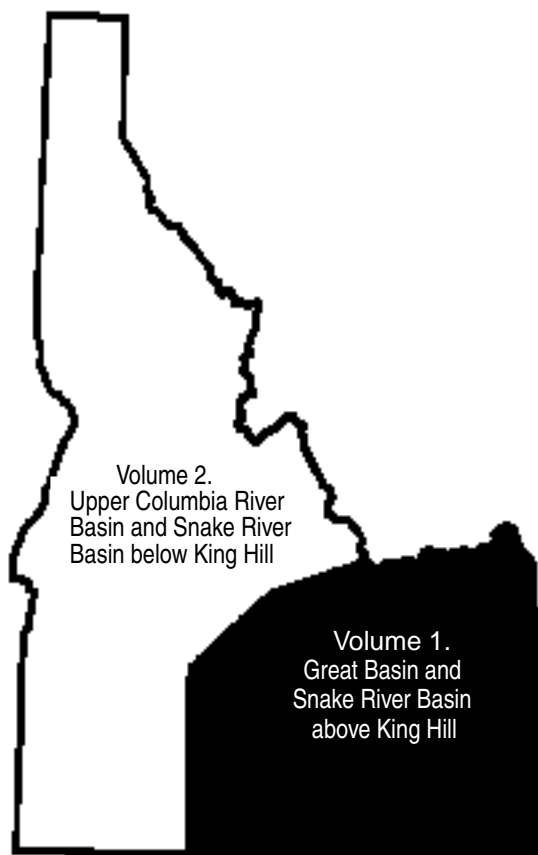 Volume 2.
Upper Columbia River
Basin and Snake River
Basin below King Hill
Volume 1.
Great Basin and
Snake River Basin
above King Hill